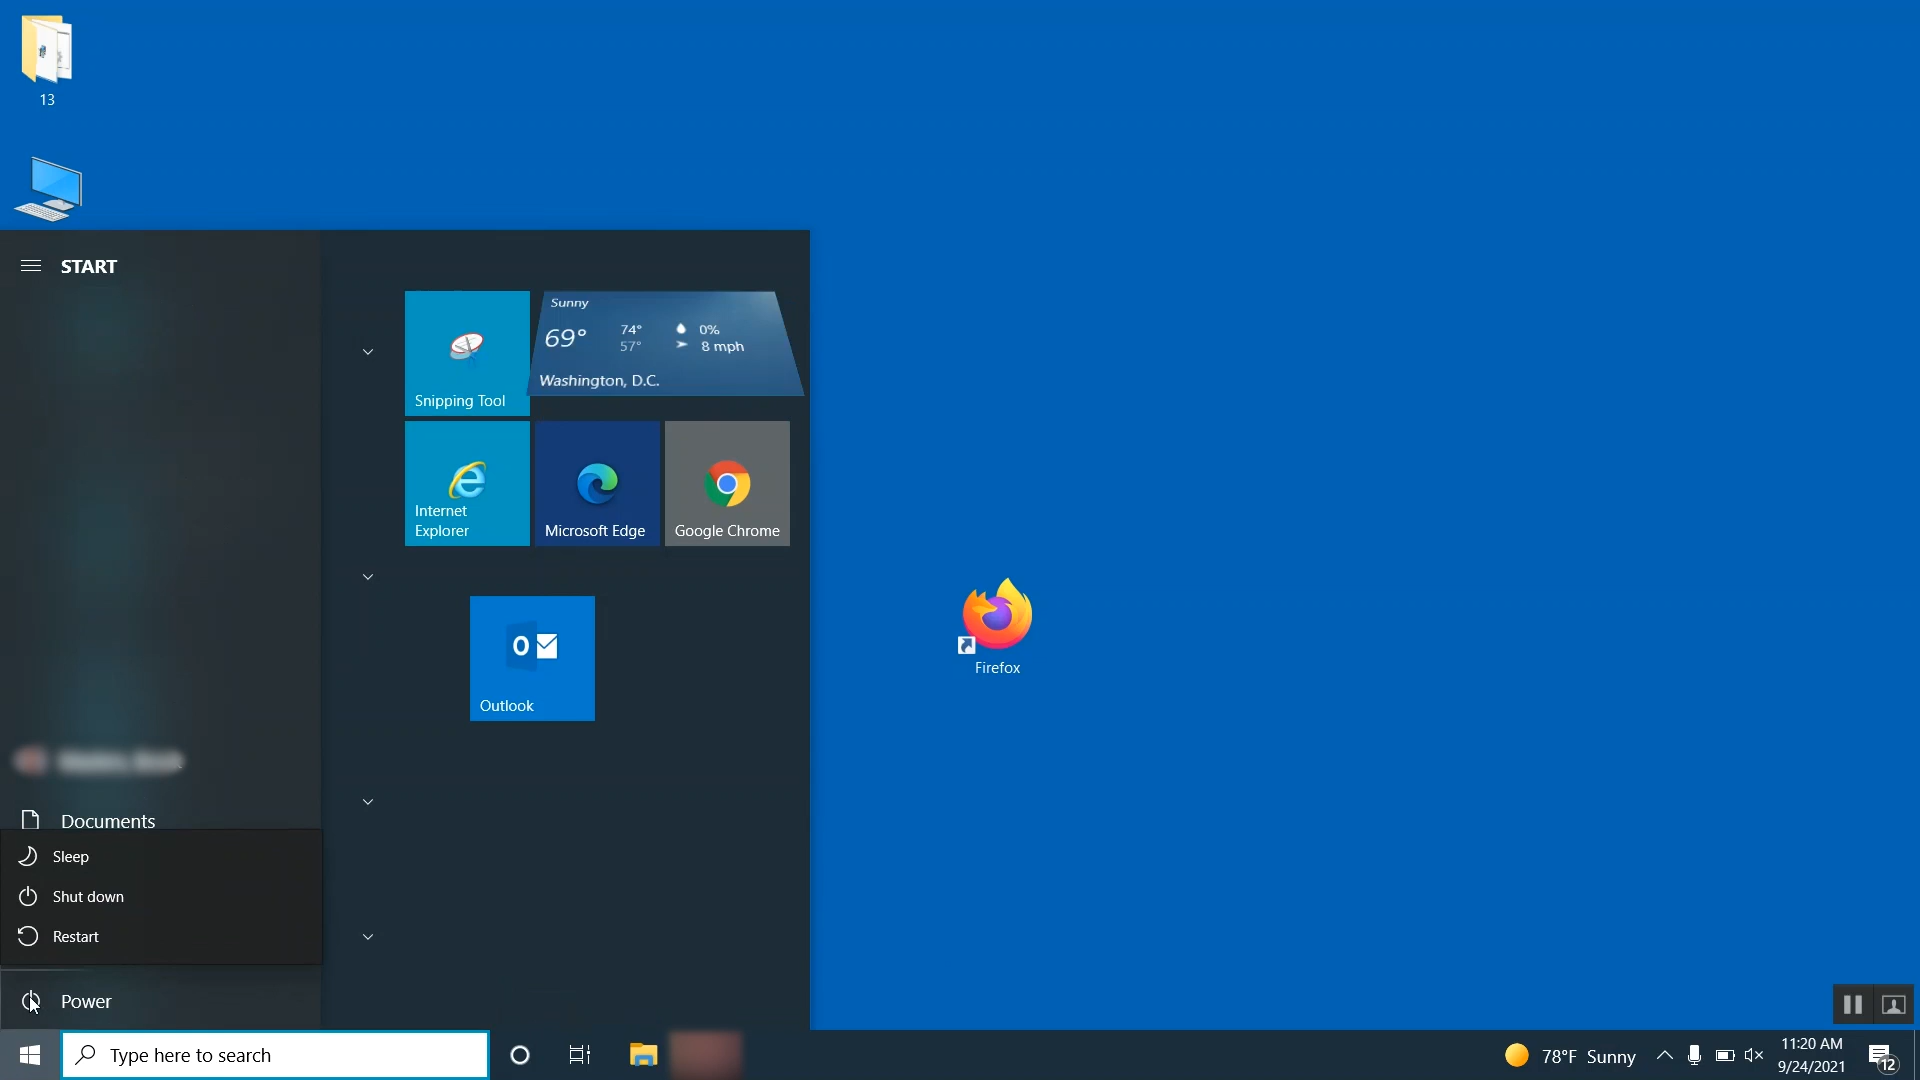 13
START
Sunny
69°
74°
57°
0%
8 mph
Washington, D.C.
Snipping Tool
Internet
Explorer
Microsoft Edge
Google Chrome
Outlook
Firefox
Documents
Sleep
Shut down
Restart
Power
Type here to search
78°F Sunny
11:20 AM
9/24/2021
12